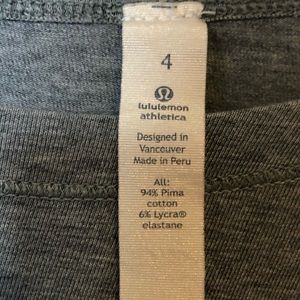 4
lululemon
athletica
Designed in
Vancouver
Made in Peru
All:
94% Pima
cotton
6% Lycra®
elastane